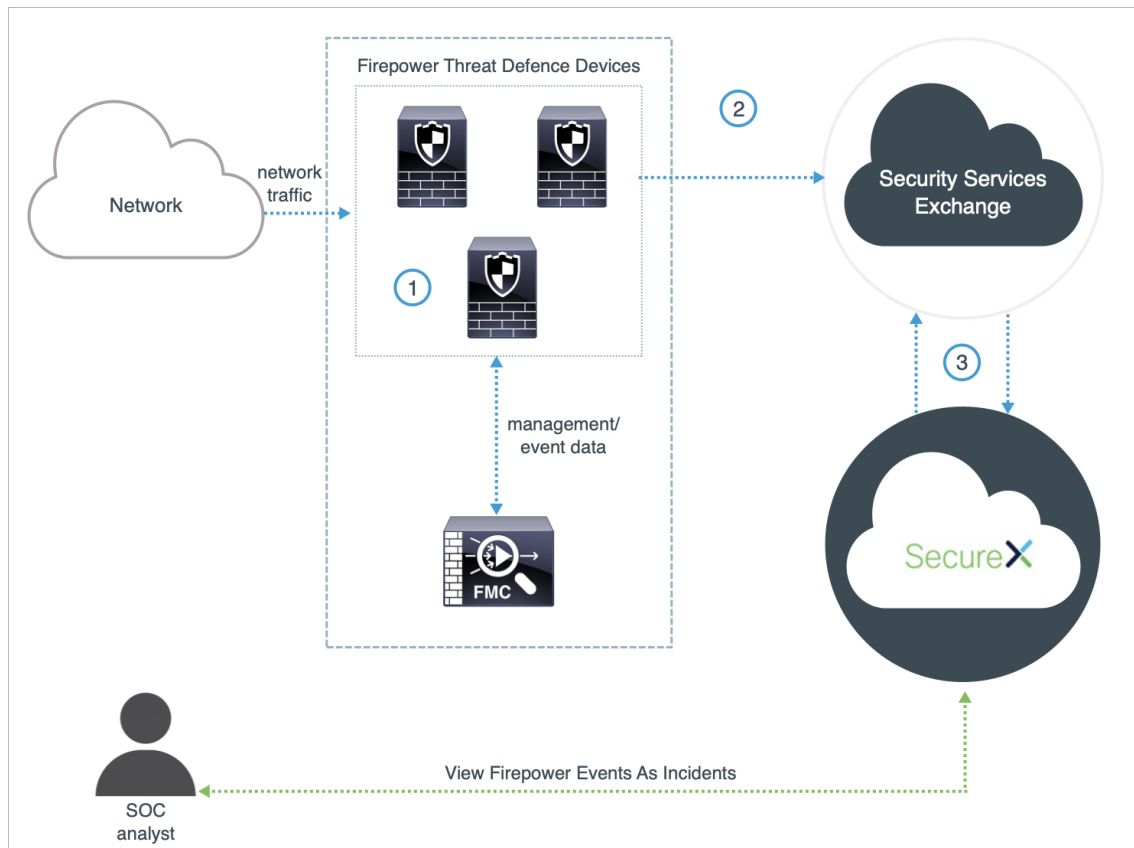 Firepower Threat Defence Devices
Network
network
traffic
1
2
Security Services
Exchange
3
management/
event data
FMC
SecureX
View Firepower Events As Incidents
SOC
analyst